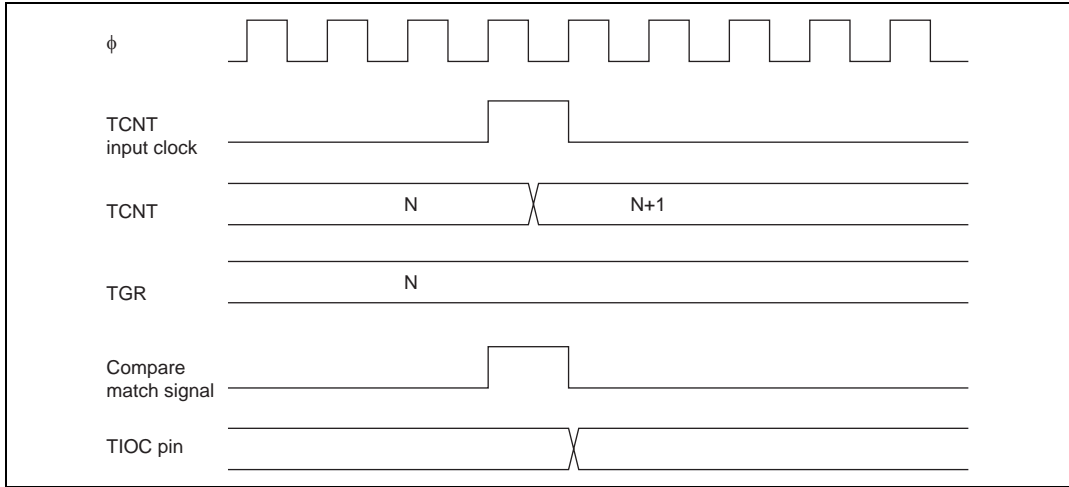 ϕ
TCNT
input clock
TCNT
N
N+1
TGR
N
Compare
match signal
TIOC pin